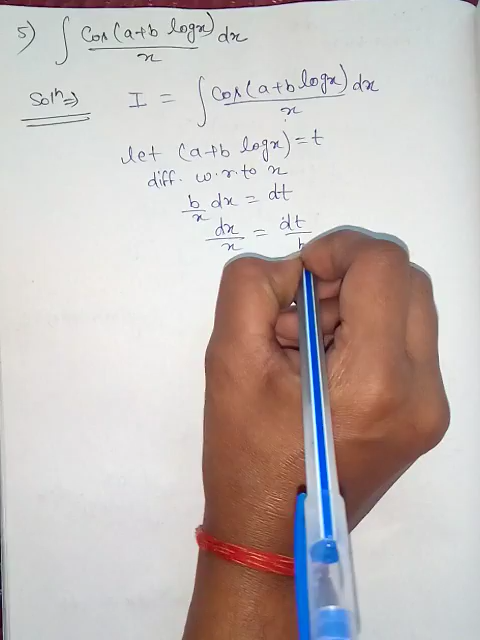 5) ∫ Cos(a+b logx)/x dx
Solⁿ⇒ I = ∫ Cos(a+b logx)/x dx
let (a+b logx)=t
diff. w.r.to x
b/x dx = dt
dx/x = dt/b